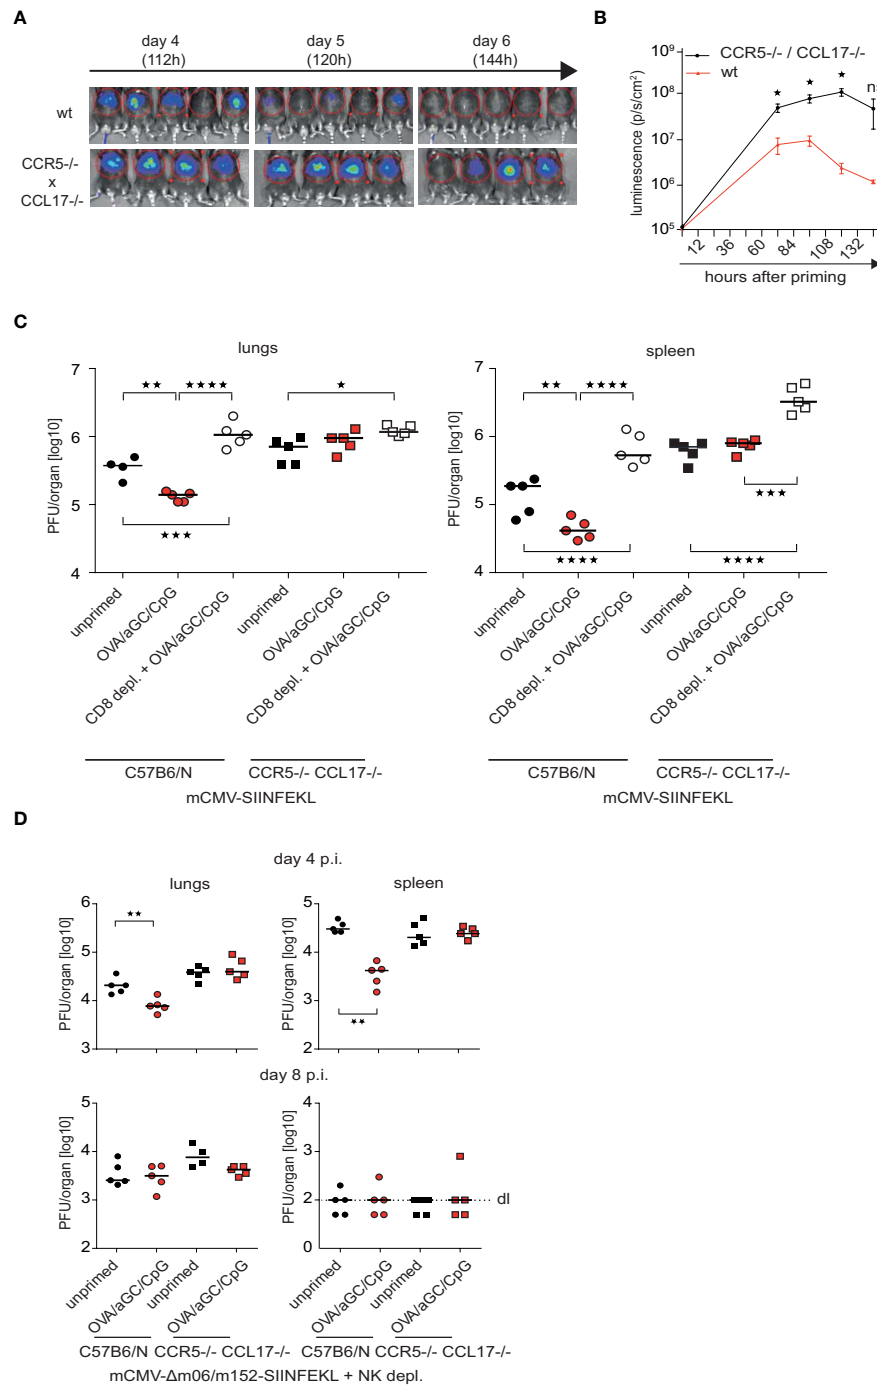 A
day 4
(112h)
day 5
(120h)
day 6
(144h)
wt
CCR5-/-
x
CCL17-/-
B
luminescence (p/s/cm²)
10⁹
10⁸
10⁷
10⁶
10⁵
CCR5-/- / CCL17-/-
wt
★ ★ ★
12 36 60 84 108 132
hours after priming
C
lungs
PFU/organ [log10]
7
6
5
4
★★ ★★★★ ★
★★★
unprimed
OVA/aGC/CpG
CD8 depl. + OVA/aGC/CpG
unprimed
OVA/aGC/CpG
CD8 depl. + OVA/aGC/CpG
C57B6/N CCR5-/- CCL17-/-
mCMV-SIINFEKL
spleen
PFU/organ [log10]
7
6
5
4
★★ ★★★★
★★★
★★★★ ★★★★
unprimed
OVA/aGC/CpG
CD8 depl. + OVA/aGC/CpG
unprimed
OVA/aGC/CpG
CD8 depl. + OVA/aGC/CpG
C57B6/N CCR5-/- CCL17-/-
mCMV-SIINFEKL
D
day 4 p.i.
lungs
PFU/organ [log10]
6
5
4
3
★★
spleen
PFU/organ [log10]
5
4
3
2
★★
day 8 p.i.
PFU/organ [log10]
5
4
3
2
PFU/organ [log10]
6
4
2
0
dl
unprimed
OVA/aGC/CpG
unprimed
OVA/aGC/CpG
unprimed
OVA/aGC/CpG
unprimed
OVA/aGC/CpG
C57B6/N CCR5-/- CCL17-/- C57B6/N CCR5-/- CCL17-/-
mCMV-Δm06/m152-SIINFEKL + NK depl.